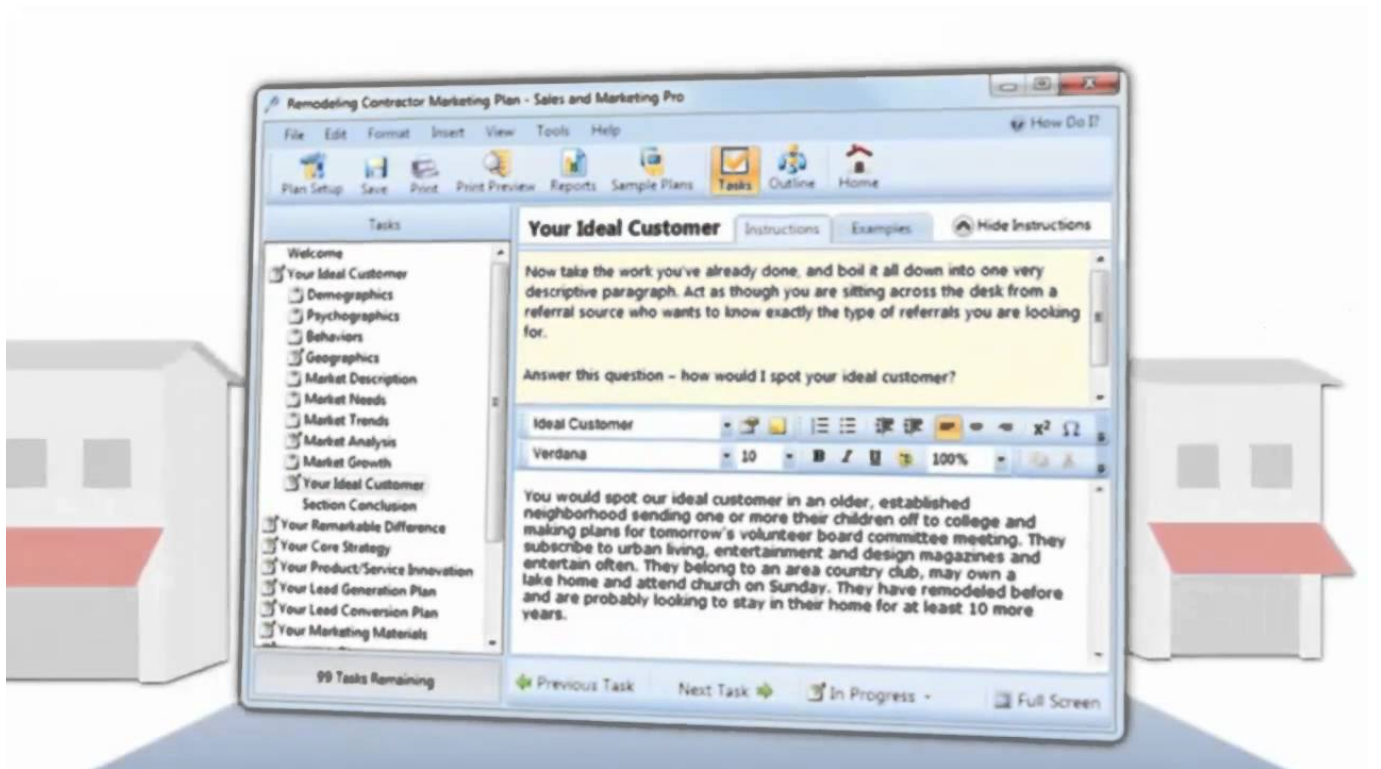 Remodeling Contractor Marketing Plan - Sales and Marketing Pro
File Edit Format Insert View Tools Help
How Do I?
Plan Setup Save Print Print Preview Reports Sample Plans Tasks Outline Home
Tasks
Welcome
Your Ideal Customer
Demographics
Psychographics
Behaviors
Geographics
Market Description
Market Needs
Market Trends
Market Analysis
Market Growth
Your Ideal Customer
Section Conclusion
Your Remarkable Difference
Your Core Strategy
Your Product/Service Innovation
Your Lead Generation Plan
Your Lead Conversion Plan
Your Marketing Materials
99 Tasks Remaining
Your Ideal Customer Instructions Examples Hide Instructions
Now take the work you've already done, and boil it all down into one very
descriptive paragraph. Act as though you are sitting across the desk from a
referral source who wants to know exactly the type of referrals you are looking
for.
Answer this question – how would I spot your ideal customer?
Ideal Customer x² Ω
Verdana 10 B I U 100%
You would spot our ideal customer in an older, established
neighborhood sending one or more their children off to college and
making plans for tomorrow's volunteer board committee meeting. They
subscribe to urban living, entertainment and design magazines and
entertain often. They belong to an area country club, may own a
lake home and attend church on Sunday. They have remodeled before
and are probably looking to stay in their home for at least 10 more
years.
Previous Task Next Task In Progress Full Screen